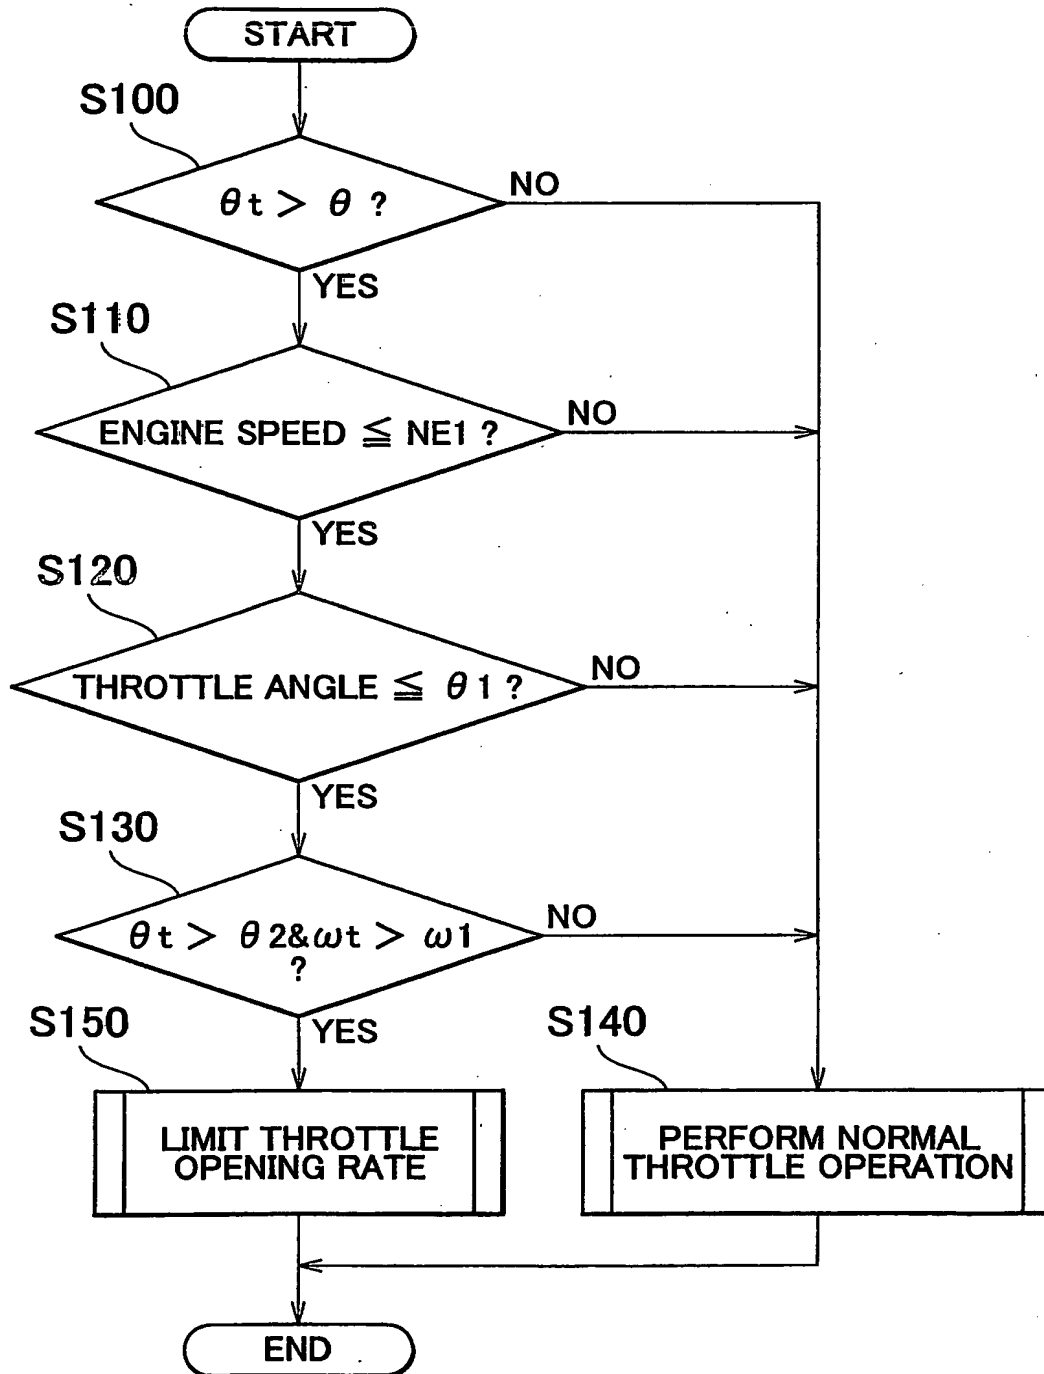 START
S100
θt > θ ?
NO
YES
S110
ENGINE SPEED ≦ NE1 ?
NO
YES
S120
THROTTLE ANGLE ≦ θ1 ?
NO
YES
S130
θt > θ2&ωt > ω1
?
NO
YES
S150
LIMIT THROTTLE
OPENING RATE
S140
PERFORM NORMAL
THROTTLE OPERATION
END